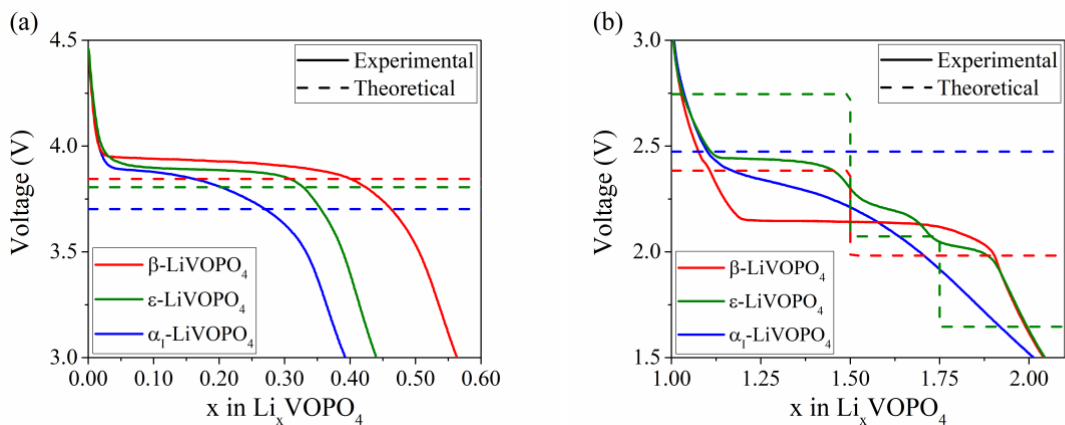 (a)
4.5
4.0
3.5
3.0
Voltage (V)
Experimental
Theoretical
β-LiVOPO₄
ε-LiVOPO₄
α_I-LiVOPO₄
0.00 0.10 0.20 0.30 0.40 0.50 0.60
x in LiₓVOPO₄
(b)
3.0
2.5
2.0
1.5
Voltage (V)
Experimental
Theoretical
β-LiVOPO₄
ε-LiVOPO₄
α_I-LiVOPO₄
1.00 1.25 1.50 1.75 2.00
x in LiₓVOPO₄